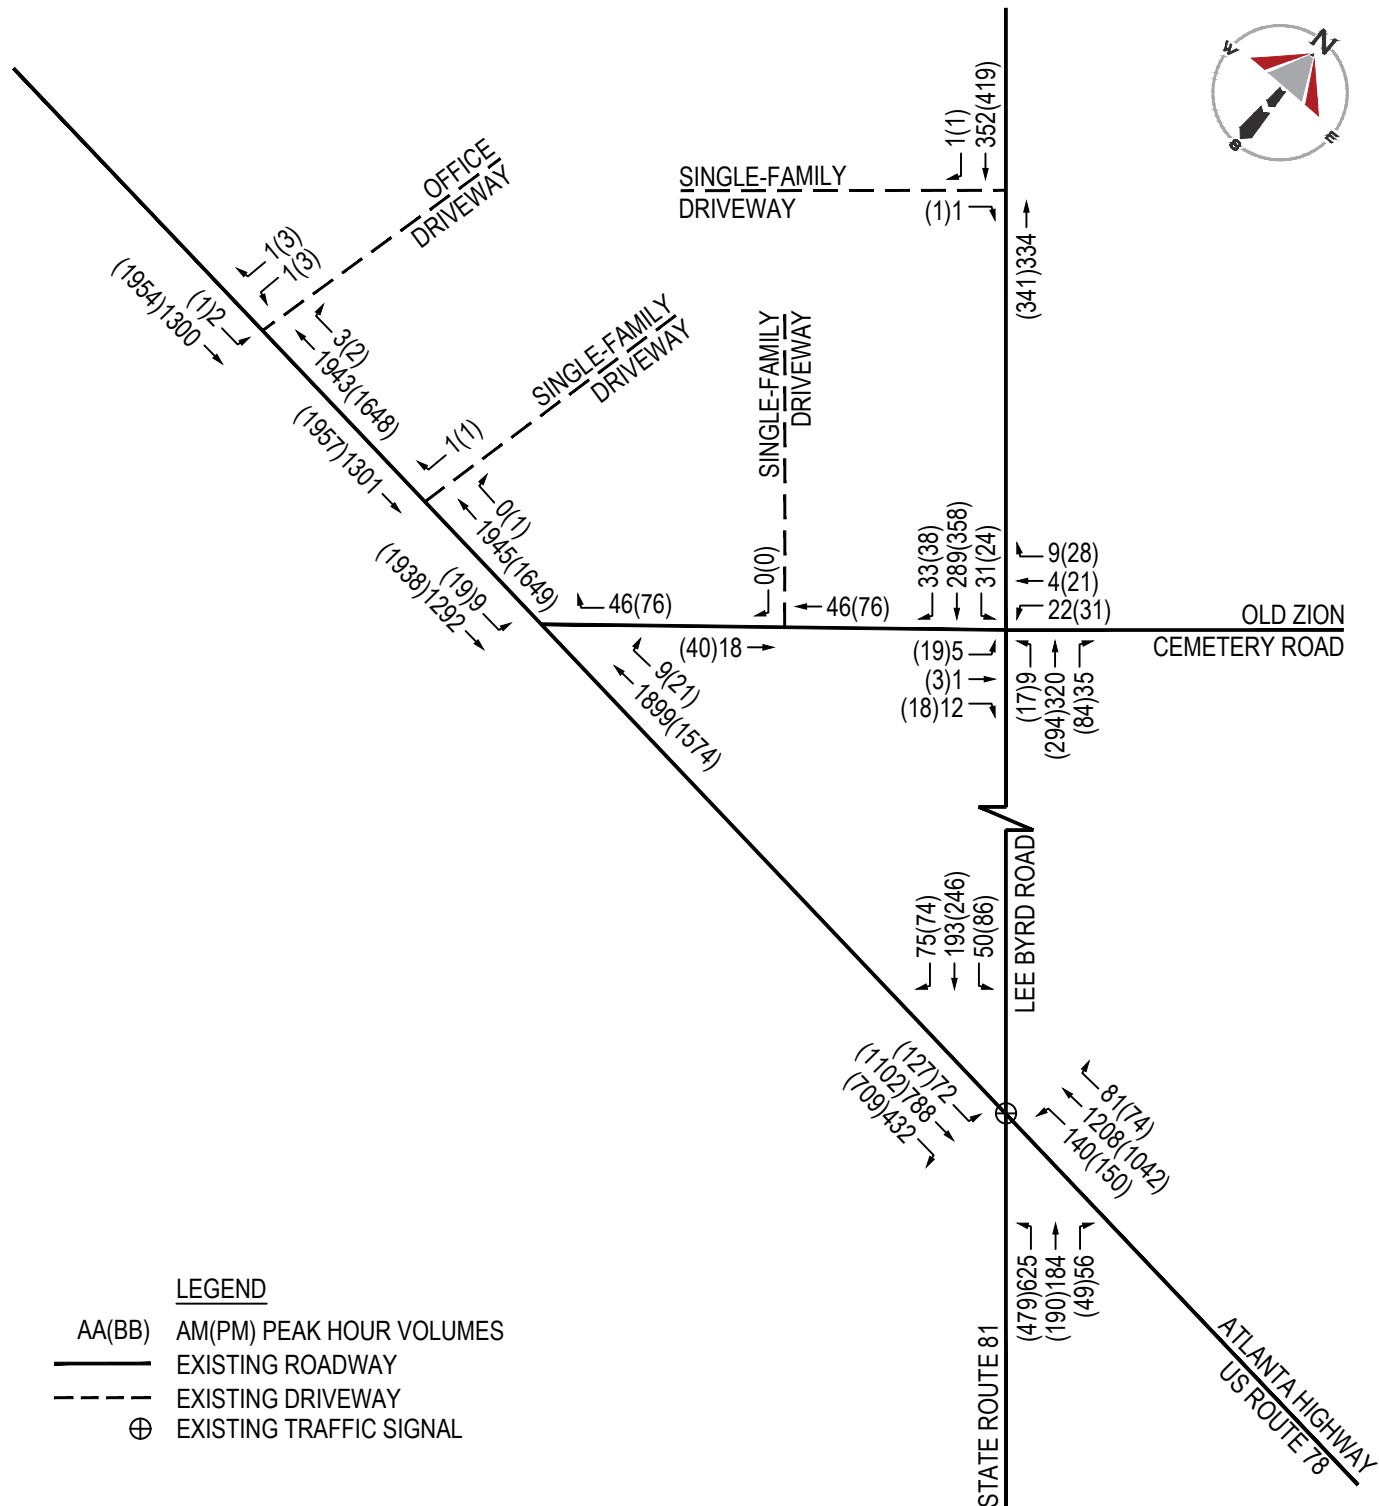 N
W
E
S
352(419)
1(1)
SINGLE-FAMILY
DRIVEWAY
(1)1
(341)334
OFFICE
DRIVEWAY
1(3)
1(3)
(1)2
(1954)1300
3(2)
1943(1648)
SINGLE-FAMILY
DRIVEWAY
1(1)
(1957)1301
0(1)
1945(1649)
(19)9
(1938)1292
SINGLE-FAMILY
DRIVEWAY
0(0)
46(76)
46(76)
(40)18
9(21)
1899(1574)
33(38)
289(358)
31(24)
9(28)
4(21)
22(31)
OLD ZION
CEMETERY ROAD
(19)5
(3)1
(18)12
(17)9
(294)320
(84)35
LEE BYRD ROAD
75(74)
193(246)
50(86)
(127)72
(1102)788
(709)432
81(74)
1208(1042)
140(150)
(479)625
(190)184
(49)56
STATE ROUTE 81
ATLANTA HIGHWAY
US ROUTE 78
LEGEND
AA(BB) AM(PM) PEAK HOUR VOLUMES
EXISTING ROADWAY
EXISTING DRIVEWAY
EXISTING TRAFFIC SIGNAL